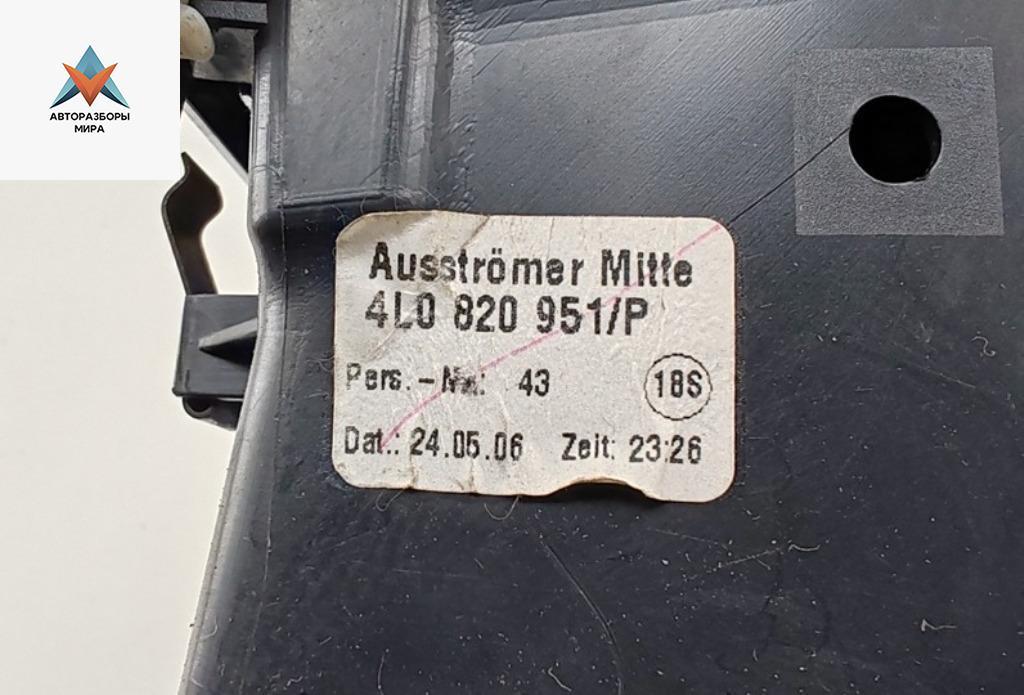 АВТОРАЗБОРЫ
МИРА
Ausströmer Mitte
4L0 820 951/P
Pers.-Nr.: 43
18S
Dat.: 24.05.06 Zeit: 23:26